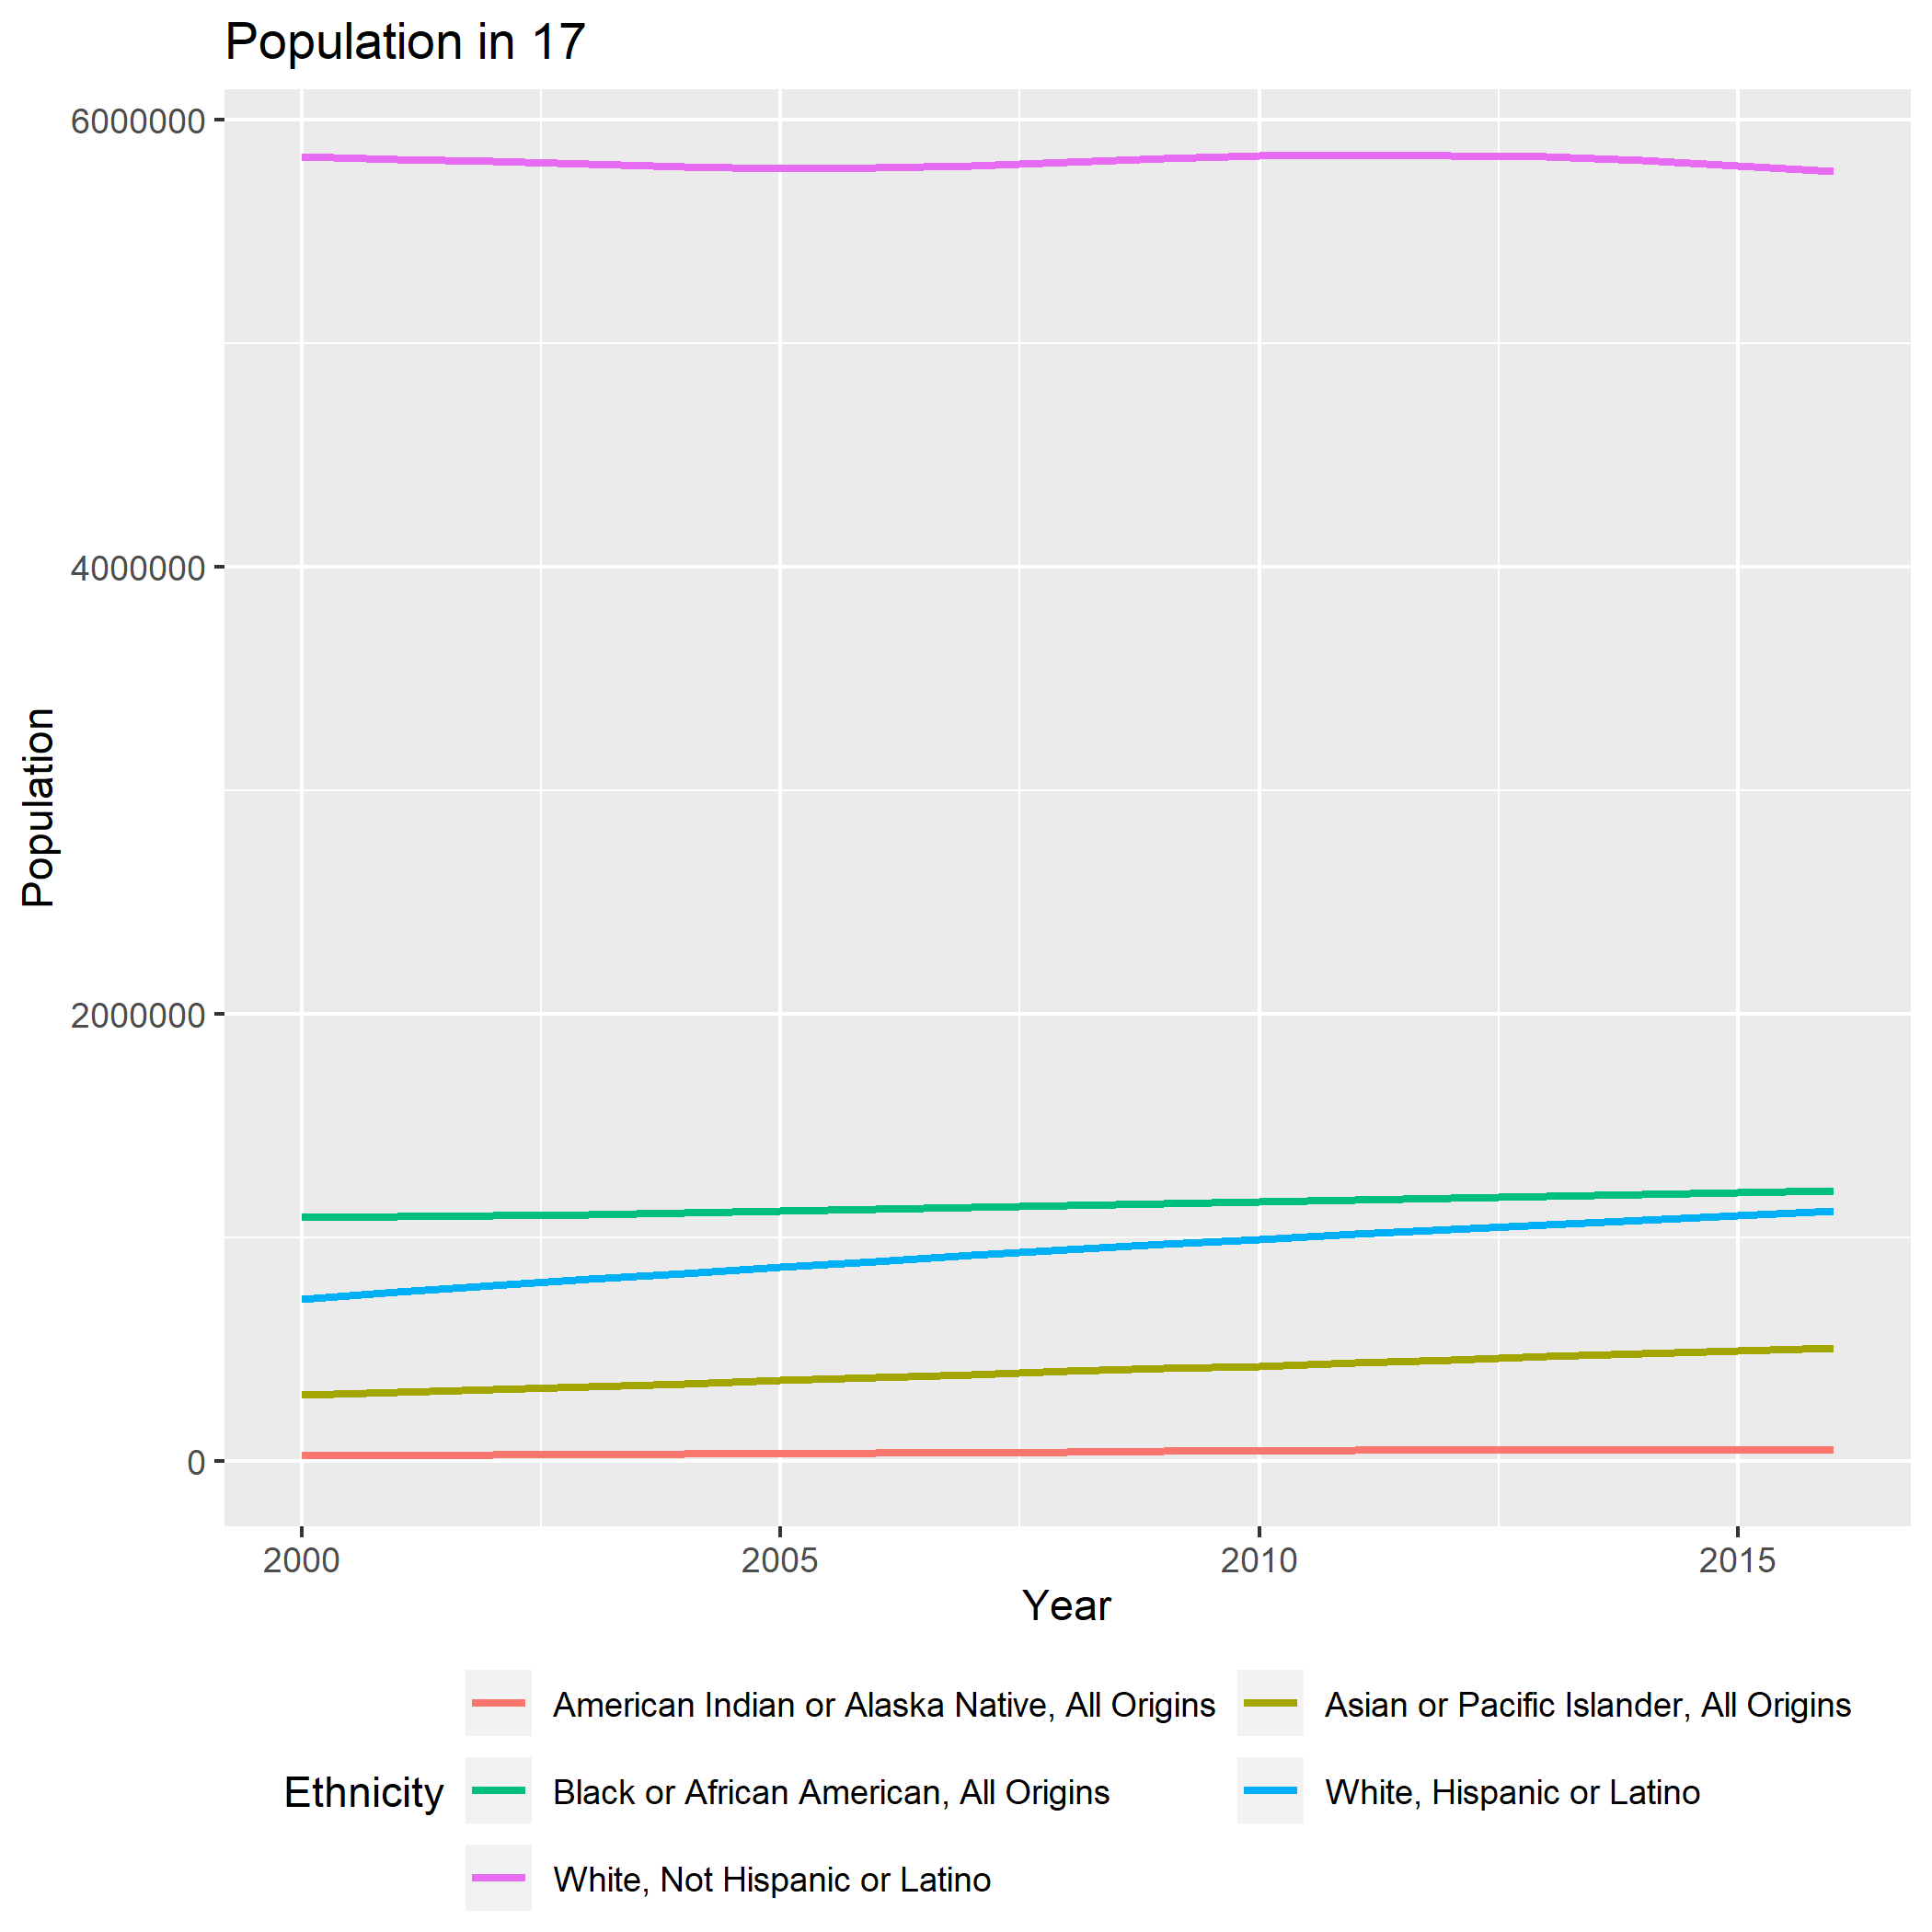 Population in 17
6000000
4000000
2000000
0
Population
2000 2005 2010 2015
Year
Ethnicity
American Indian or Alaska Native, All Origins
Asian or Pacific Islander, All Origins
Black or African American, All Origins
White, Hispanic or Latino
White, Not Hispanic or Latino